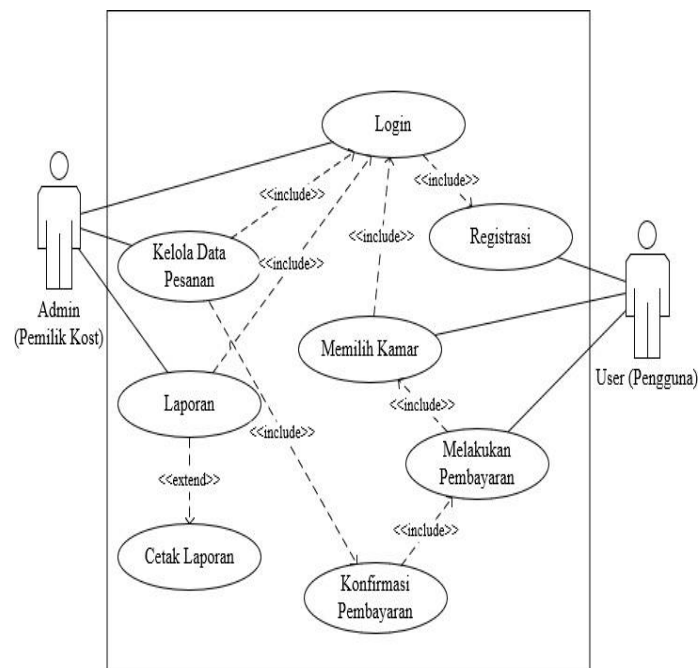 Login
<<include>>
<<include>>
Registrasi
<<include>>
Kelola Data
Pesanan
<<include>>
Admin
(Pemilik Kost)
Memilih Kamar
User (Pengguna)
Laporan
<<include>>
<<include>>
Melakukan
Pembayaran
<<extend>>
<<include>>
Cetak Laporan
Konfirmasi
Pembayaran